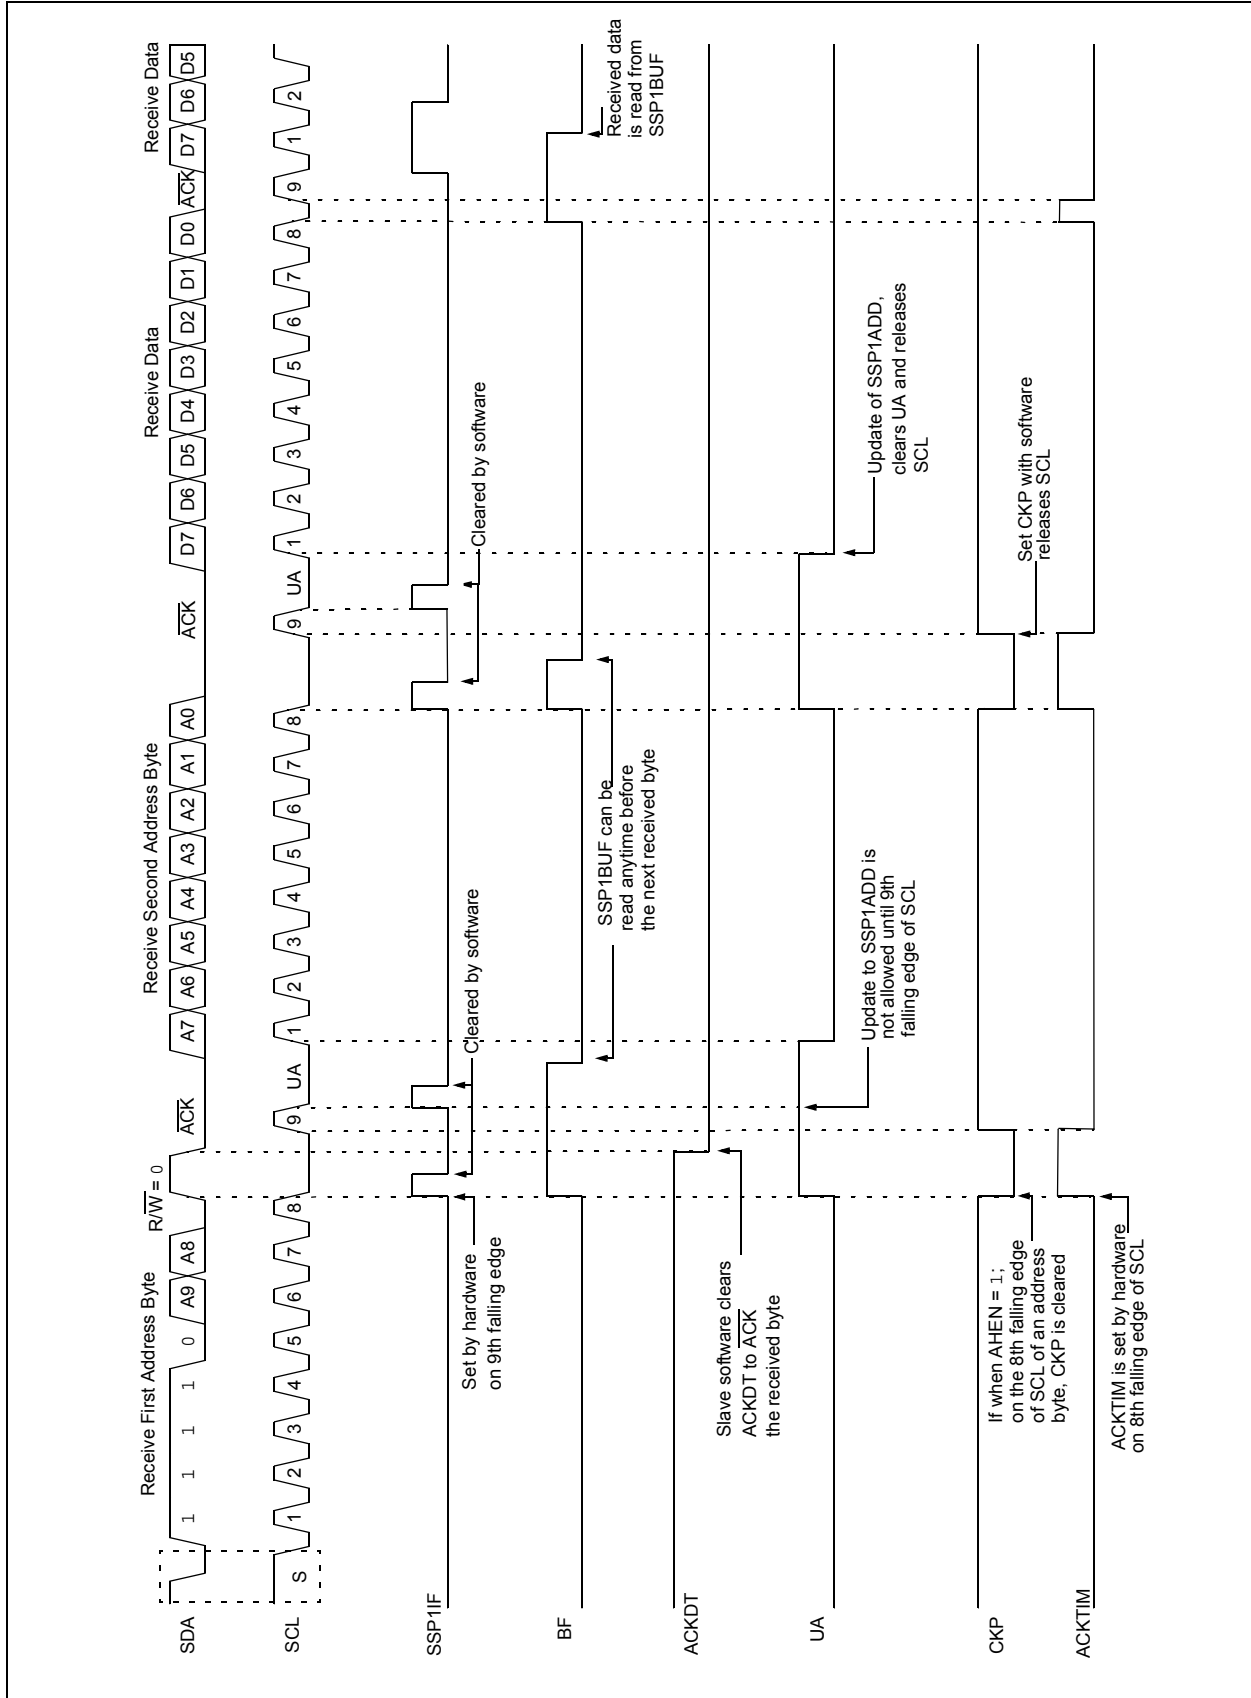 Receive First Address Byte
R/W = 0
Receive Second Address Byte
Receive Data
Receive Data
SDA
1 1 1 1 0 A9 A8
ACK
A7 A6 A5 A4 A3 A2 A1 A0
ACK
D7 D6 D5 D4 D3 D2 D1 D0
ACK
D7 D6 D5
SCL
S
1 2 3 4 5 6 7 8 9 UA 1 2 3 4 5 6 7 8 9 UA 1 2 3 4 5 6 7 8 9 1 2
SSP1IF
Set by hardware
on 9th falling edge
Cleared by software
Cleared by software
BF
SSP1BUF can be
read anytime before
the next received byte
Received data
is read from
SSP1BUF
ACKDT
Slave software clears
ACKDT to ACK
the received byte
UA
Update to SSP1ADD is
not allowed until 9th
falling edge of SCL
Update of SSP1ADD,
clears UA and releases
SCL
CKP
If when AHEN = 1;
on the 8th falling edge
of SCL of an address
byte, CKP is cleared
Set CKP with software
releases SCL
ACKTIM
ACKTIM is set by hardware
on 8th falling edge of SCL